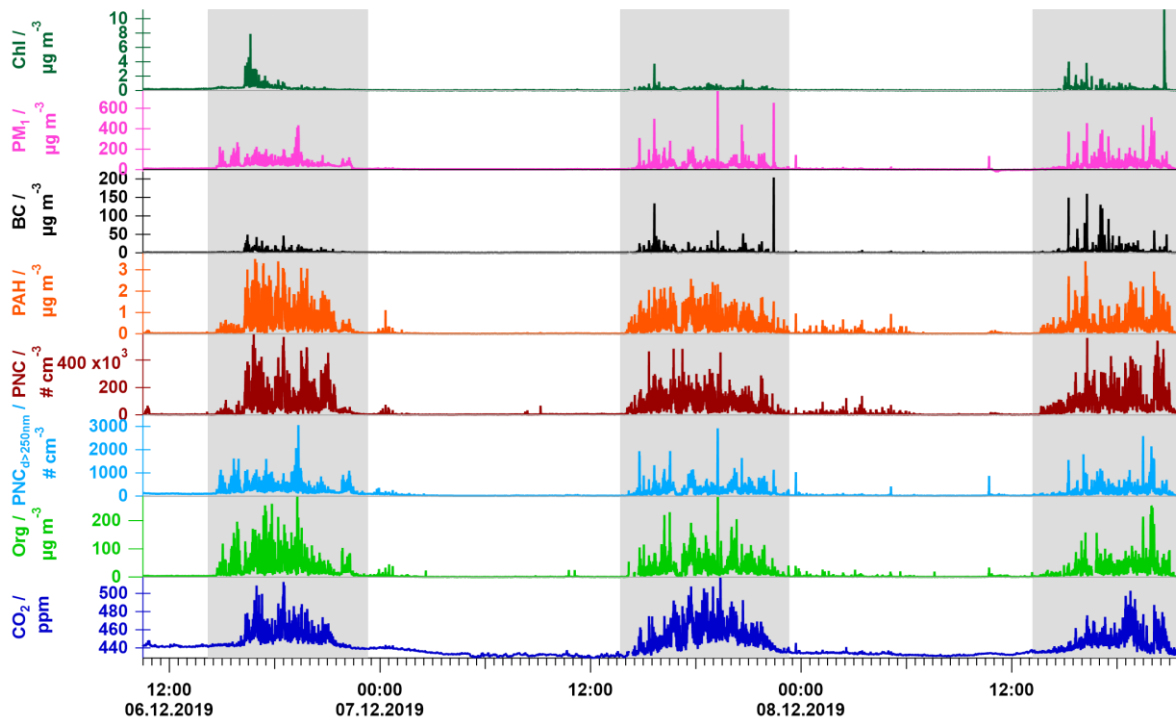 Chl /
µg m -3
10
8
6
4
2
0
PM1 /
µg m -3
600
400
200
0
BC /
µg m -3
200
150
100
50
0
PAH /
µg m -3
3
2
1
0
PNC /
# cm -3
400 x10³
200
0
PNCd>250nm /
# cm -3
3000
2000
1000
0
Org /
µg m -3
200
100
0
CO2 /
ppm
500
480
460
440
12:00 00:00 12:00 00:00 12:00
06.12.2019 07.12.2019 08.12.2019